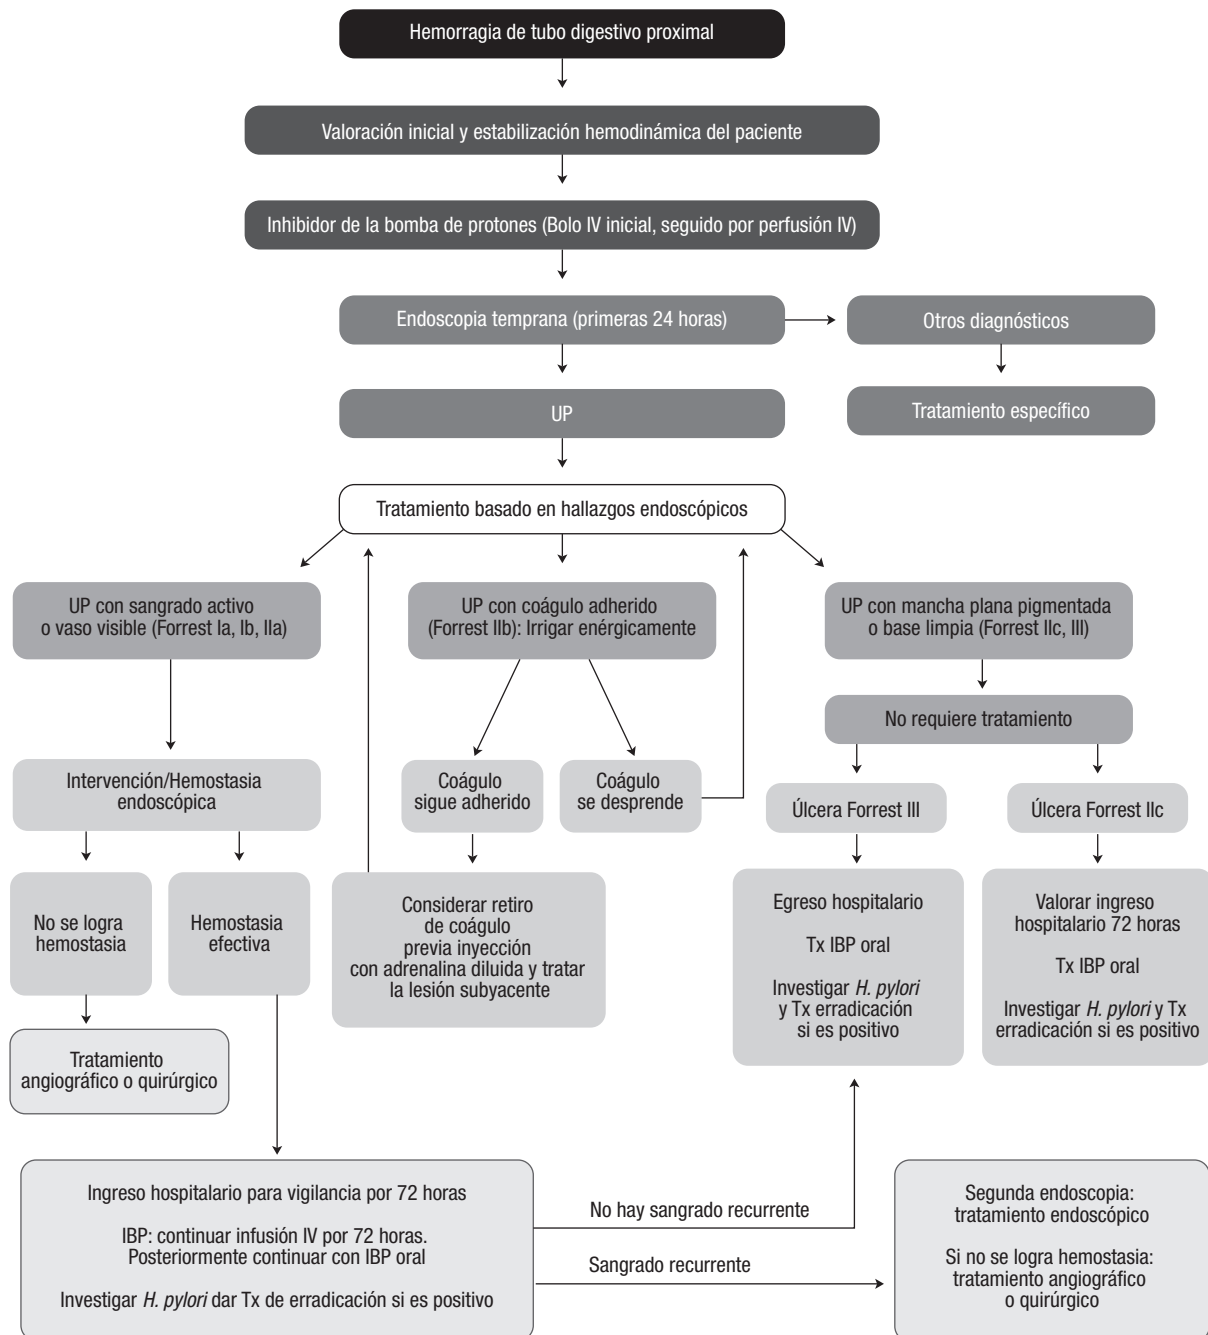 Hemorragia de tubo digestivo proximal
Valoración inicial y estabilización hemodinámica del paciente
Inhibidor de la bomba de protones (Bolo IV inicial, seguido por perfusión IV)
Endoscopia temprana (primeras 24 horas)
Otros diagnósticos
UP
Tratamiento específico
Tratamiento basado en hallazgos endoscópicos
UP con sangrado activo
o vaso visible (Forrest Ia, Ib, IIa)
UP con coágulo adherido
(Forrest IIb): Irrigar enérgicamente
UP con mancha plana pigmentada
o base limpia (Forrest IIc, III)
No requiere tratamiento
Intervención/Hemostasia
endoscópica
Coágulo
sigue adherido
Coágulo
se desprende
Úlcera Forrest III
Úlcera Forrest IIc
No se logra
hemostasia
Hemostasia
efectiva
Considerar retiro
de coágulo
previa inyección
con adrenalina diluida y tratar
la lesión subyacente
Egreso hospitalario
Tx IBP oral
Investigar H. pylori
y Tx erradicación
si es positivo
Valorar ingreso
hospitalario 72 horas
Tx IBP oral
Investigar H. pylori y Tx
erradicación si es positivo
Tratamiento
angiográfico o quirúrgico
Ingreso hospitalario para vigilancia por 72 horas
IBP: continuar infusión IV por 72 horas.
Posteriormente continuar con IBP oral
Investigar H. pylori dar Tx de erradicación si es positivo
No hay sangrado recurrente
Sangrado recurrente
Segunda endoscopia:
tratamiento endoscópico
Si no se logra hemostasia:
tratamiento angiográfico
o quirúrgico